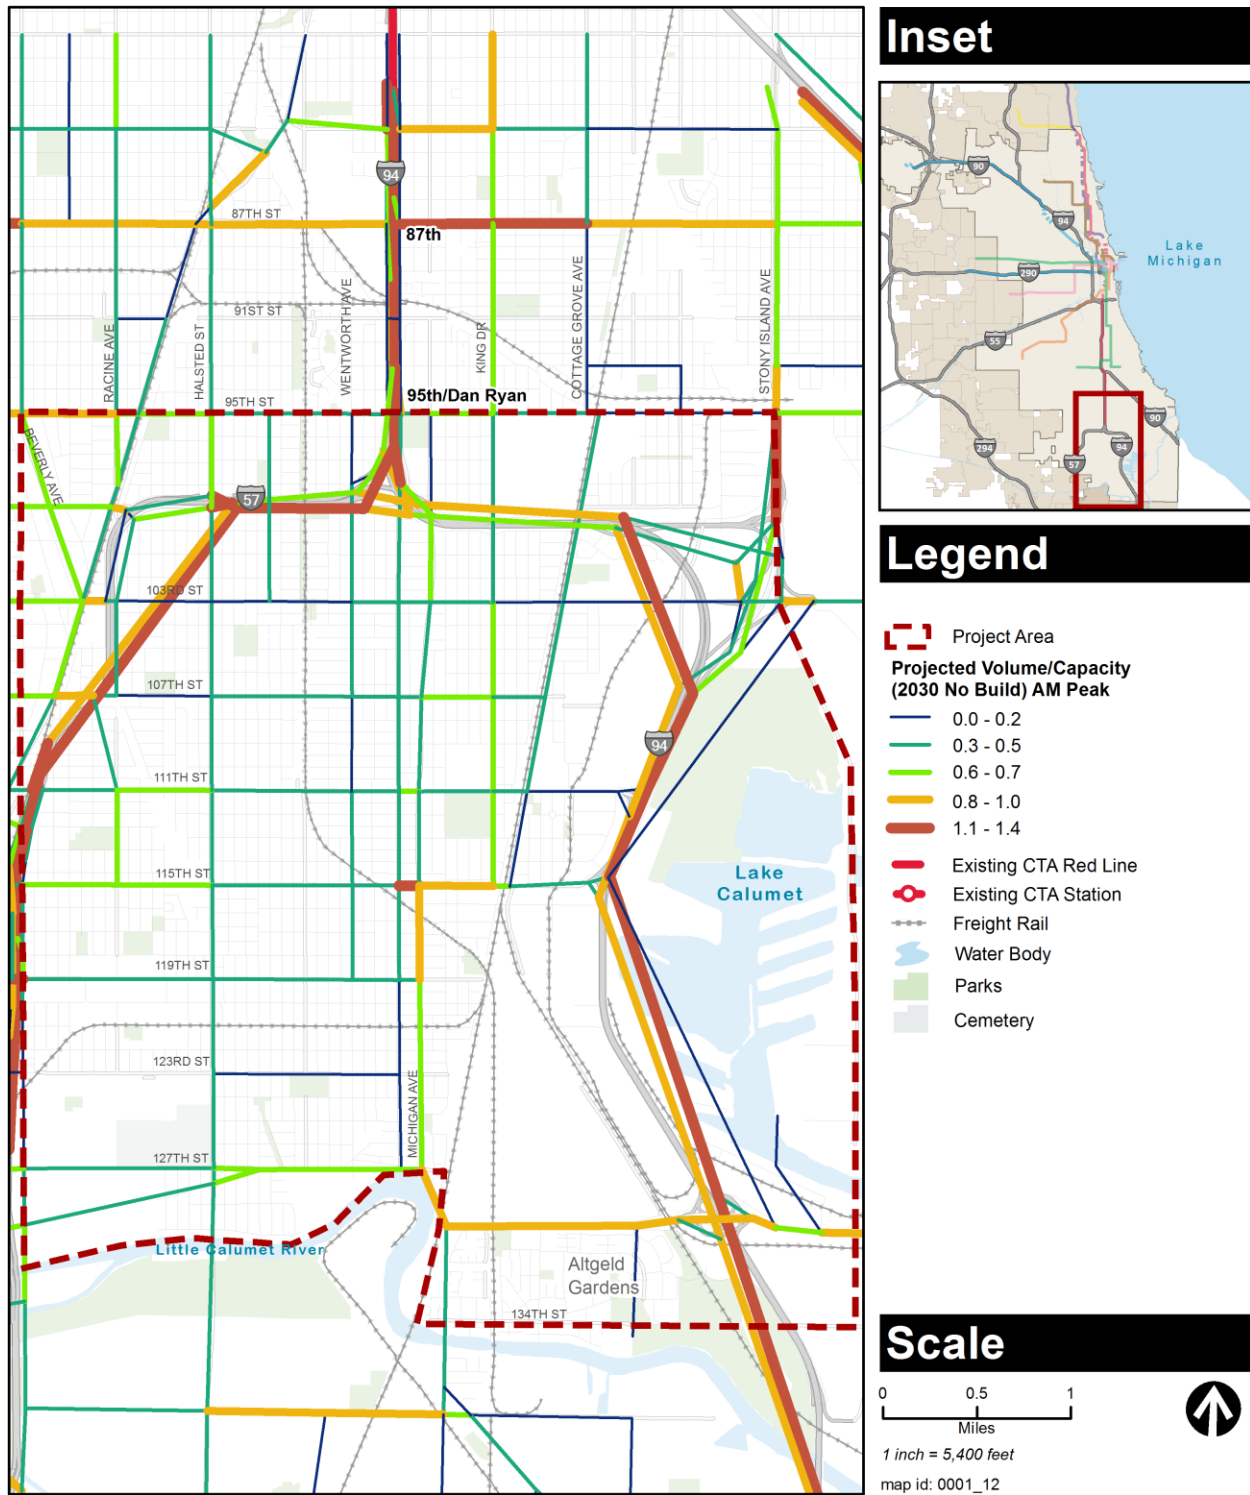 Inset
90
94
290
55
294
57
94
90
Lake
Michigan
94
87TH ST
87th
91ST ST
RACINE AVE
HALSTED ST
WENTWORTH AVE
KING DR
COTTAGE GROVE AVE
STONY ISLAND AVE
95TH ST
95th/Dan Ryan
BEVERLY AVE
57
103RD ST
107TH ST
94
111TH ST
115TH ST
Lake
Calumet
119TH ST
123RD ST
MICHIGAN AVE
127TH ST
Little Calumet River
Altgeld
Gardens
134TH ST
Legend
Project Area
Projected Volume/Capacity
(2030 No Build) AM Peak
0.0 - 0.2
0.3 - 0.5
0.6 - 0.7
0.8 - 1.0
1.1 - 1.4
Existing CTA Red Line
Existing CTA Station
Freight Rail
Water Body
Parks
Cemetery
Scale
0 0.5 1
Miles
1 inch = 5,400 feet
map id: 0001_12